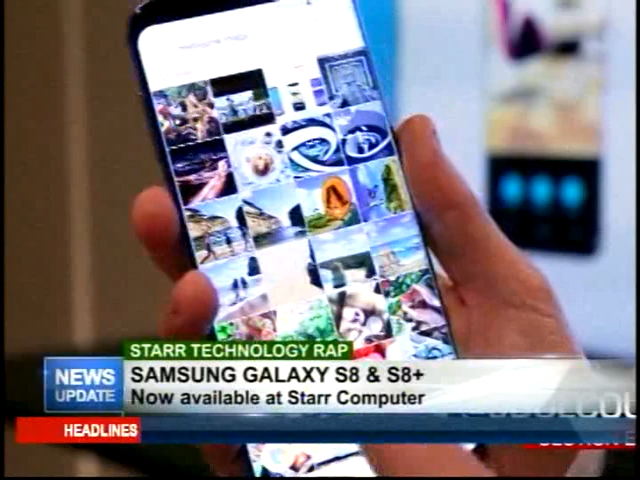 STARR TECHNOLOGY RAP
NEWS
UPDATE
SAMSUNG GALAXY S8 & S8+
Now available at Starr Computer
HEADLINES